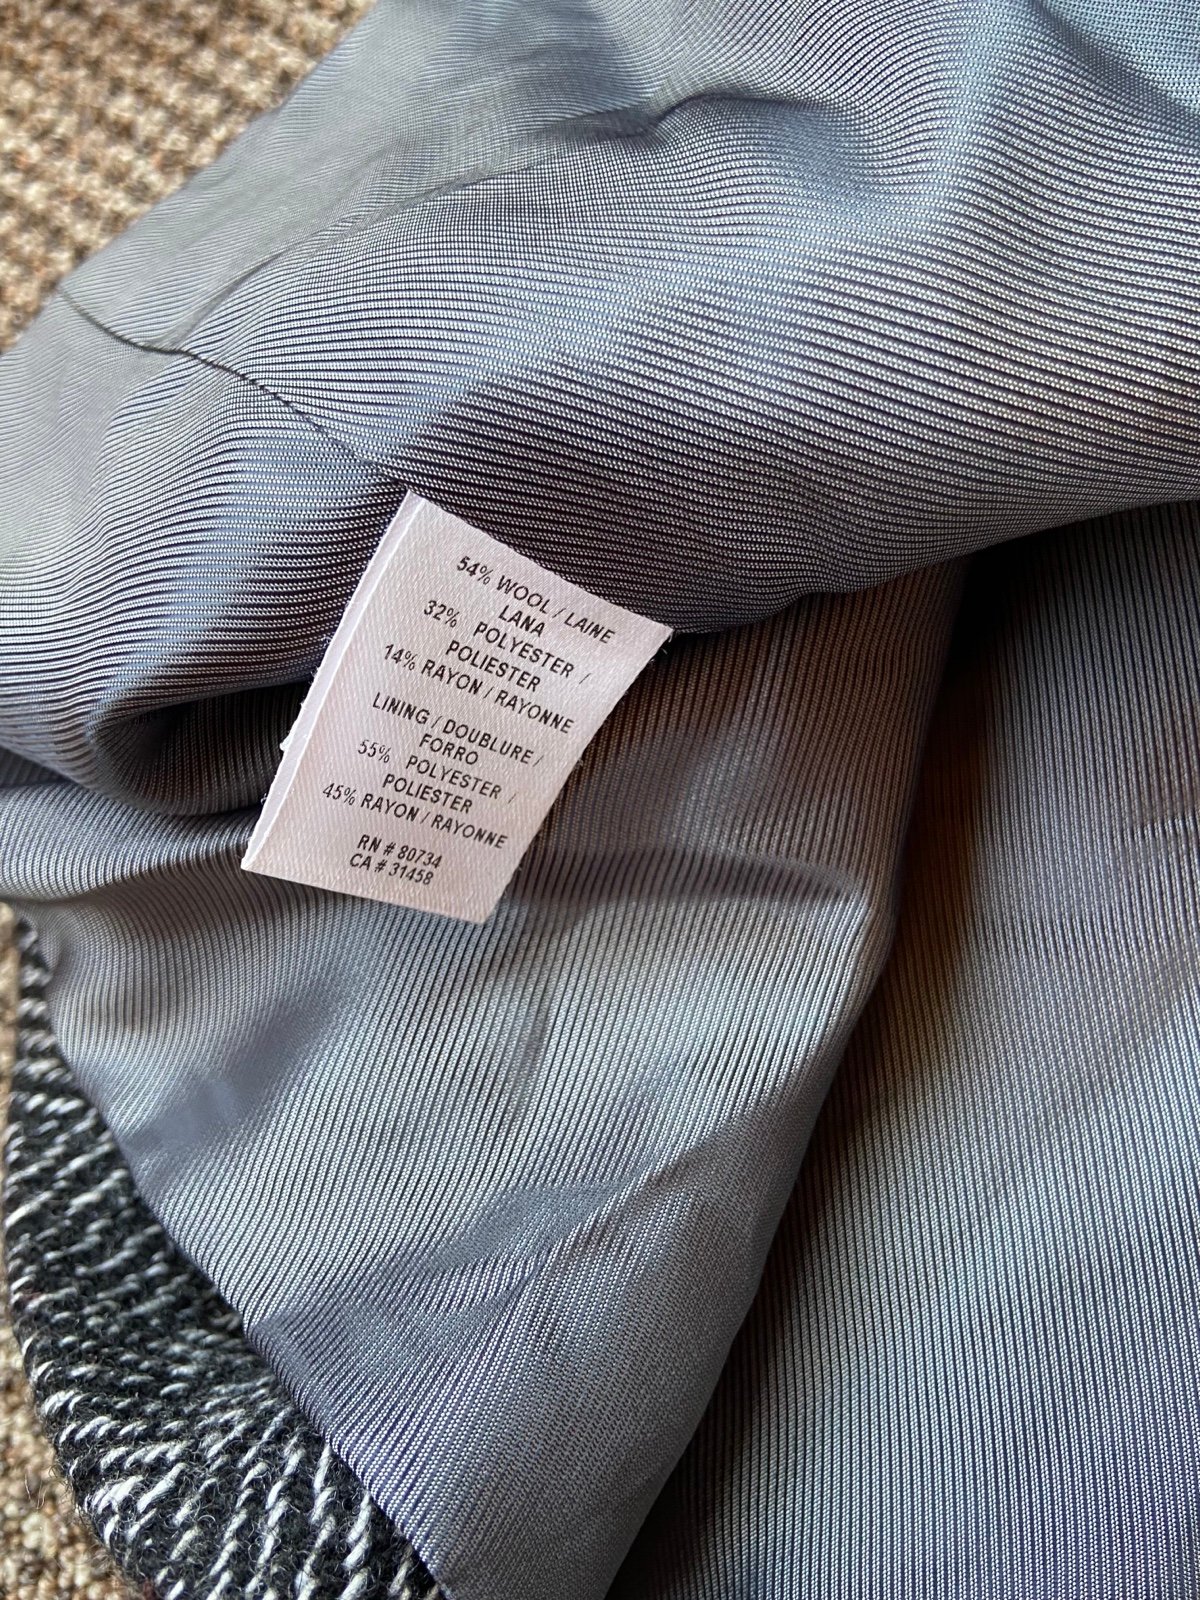 54% WOOL / LAINE
LANA
32% POLYESTER /
POLIESTER
14% RAYON / RAYONNE
LINING / DOUBLURE /
FORRO
55% POLYESTER /
POLIESTER
45% RAYON / RAYONNE
RN # 80734
CA # 31458